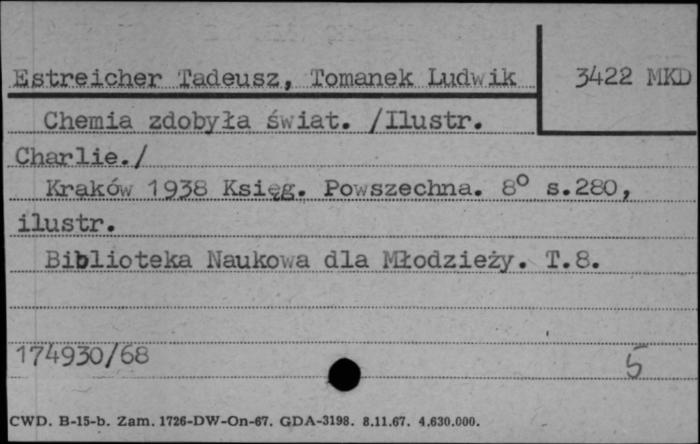 Estreicher Tadeusz, Tomanek Ludwik
3422 MKD
Chemia zdobyła świat. /Ilustr.
Charlie./
Kraków 1938 Księg. Powszechna. 8° s.280,
ilustr.
Biblioteka Naukowa dla Młodzieży. T.8.
174930/68
5
CWD. B-15-b. Zam. 1726-DW-On-67. GDA-3198. 8.11.67. 4.630.000.